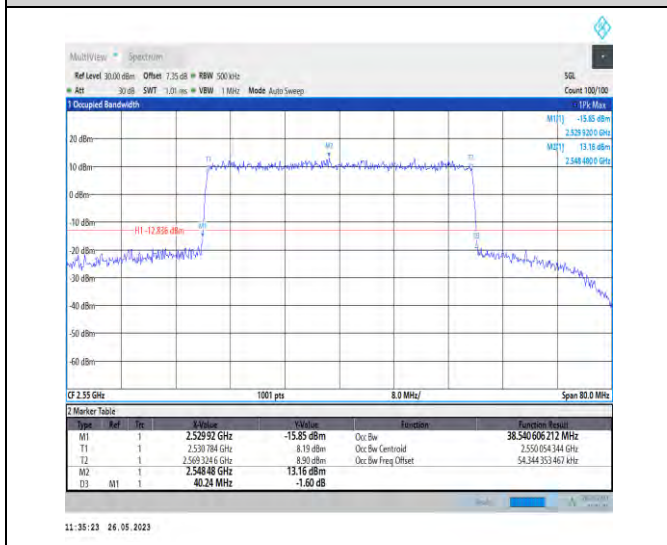 MultiView Spectrum
Ref Level 30.00 dBm Offset 7.35 dB RBW 500 kHz SGL
Att 30 dB SWT 1.01 ms VBW 1 MHz Mode Auto Sweep Count 100/100
1 Occupied Bandwidth 1Pk Max
M1[1] -15.85 dBm
2.529 9200 GHz
20 dBm
M2[1] 13.16 dBm
2.548 4800 GHz
M2
T1
T2
10 dBm
0 dBm
-10 dBm
H1 -12.836 dBm
M1
D3
-20 dBm
-30 dBm
-40 dBm
-50 dBm
-60 dBm
CF 2.55 GHz 1001 pts 8.0 MHz/ Span 80.0 MHz
2 Marker Table
Type Ref Trc X-Value Y-Value Function Function Result
M1 1 2.529 92 GHz -15.85 dBm Occ Bw 38.540 606 212 MHz
T1 1 2.530 784 GHz 8.19 dBm Occ Bw Centroid 2.550 054 344 GHz
T2 1 2.569 324 6 GHz 8.90 dBm Occ Bw Freq Offset 54.344 353 467 kHz
M2 1 2.548 48 GHz 13.16 dBm
D3 M1 1 40.24 MHz -1.60 dB
11:35:23 26.05.2023